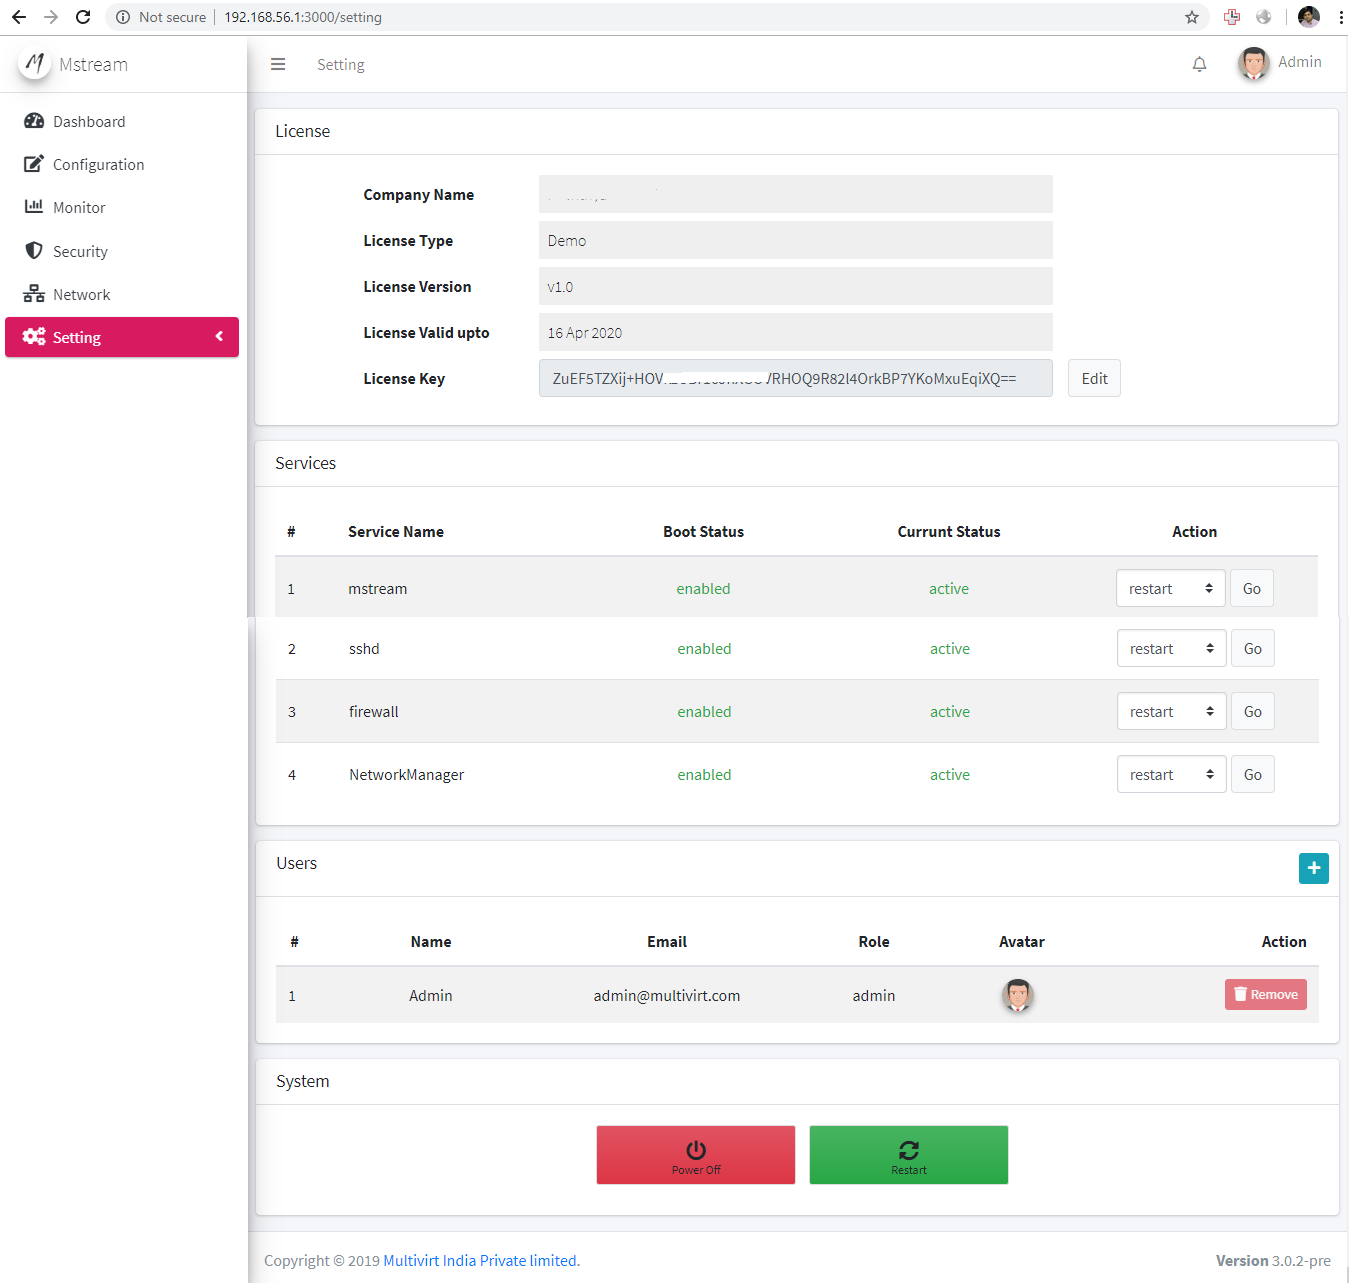 Not secure | 192.168.56.1:3000/setting
Mstream
Setting
Admin
Dashboard
Configuration
Monitor
Security
Network
Setting
License
Company Name
License Type Demo
License Version v1.0
License Valid upto 16 Apr 2020
License Key ZuEF5TZXij+HOV VRHOQ9R82l4OrkBP7YKoMxuEqiXQ== Edit
Services
# Service Name Boot Status Currunt Status Action
1 mstream enabled active restart Go
2 sshd enabled active restart Go
3 firewall enabled active restart Go
4 NetworkManager enabled active restart Go
Users
+
# Name Email Role Avatar Action
1 Admin admin@multivirt.com admin Remove
System
Power Off Restart
Copyright © 2019 Multivirt India Private limited. Version 3.0.2-pre